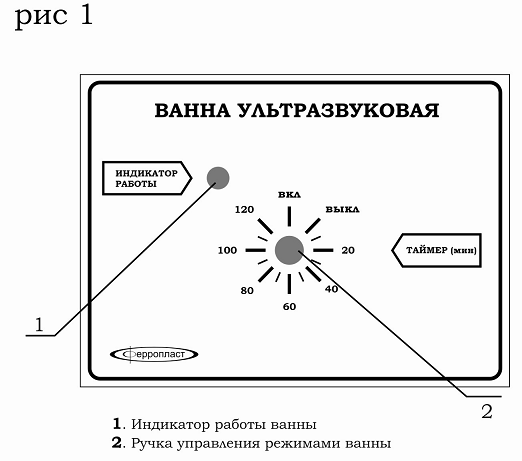 рис 1
ВАННА УЛЬТРАЗВУКОВАЯ
ИНДИКАТОР
РАБОТЫ
ВКЛ
120
ВЫКЛ
100
20
ТАЙМЕР (мин)
80
40
60
1
Ферропласт
2
1. Индикатор работы ванны
2. Ручка управления режимами ванны